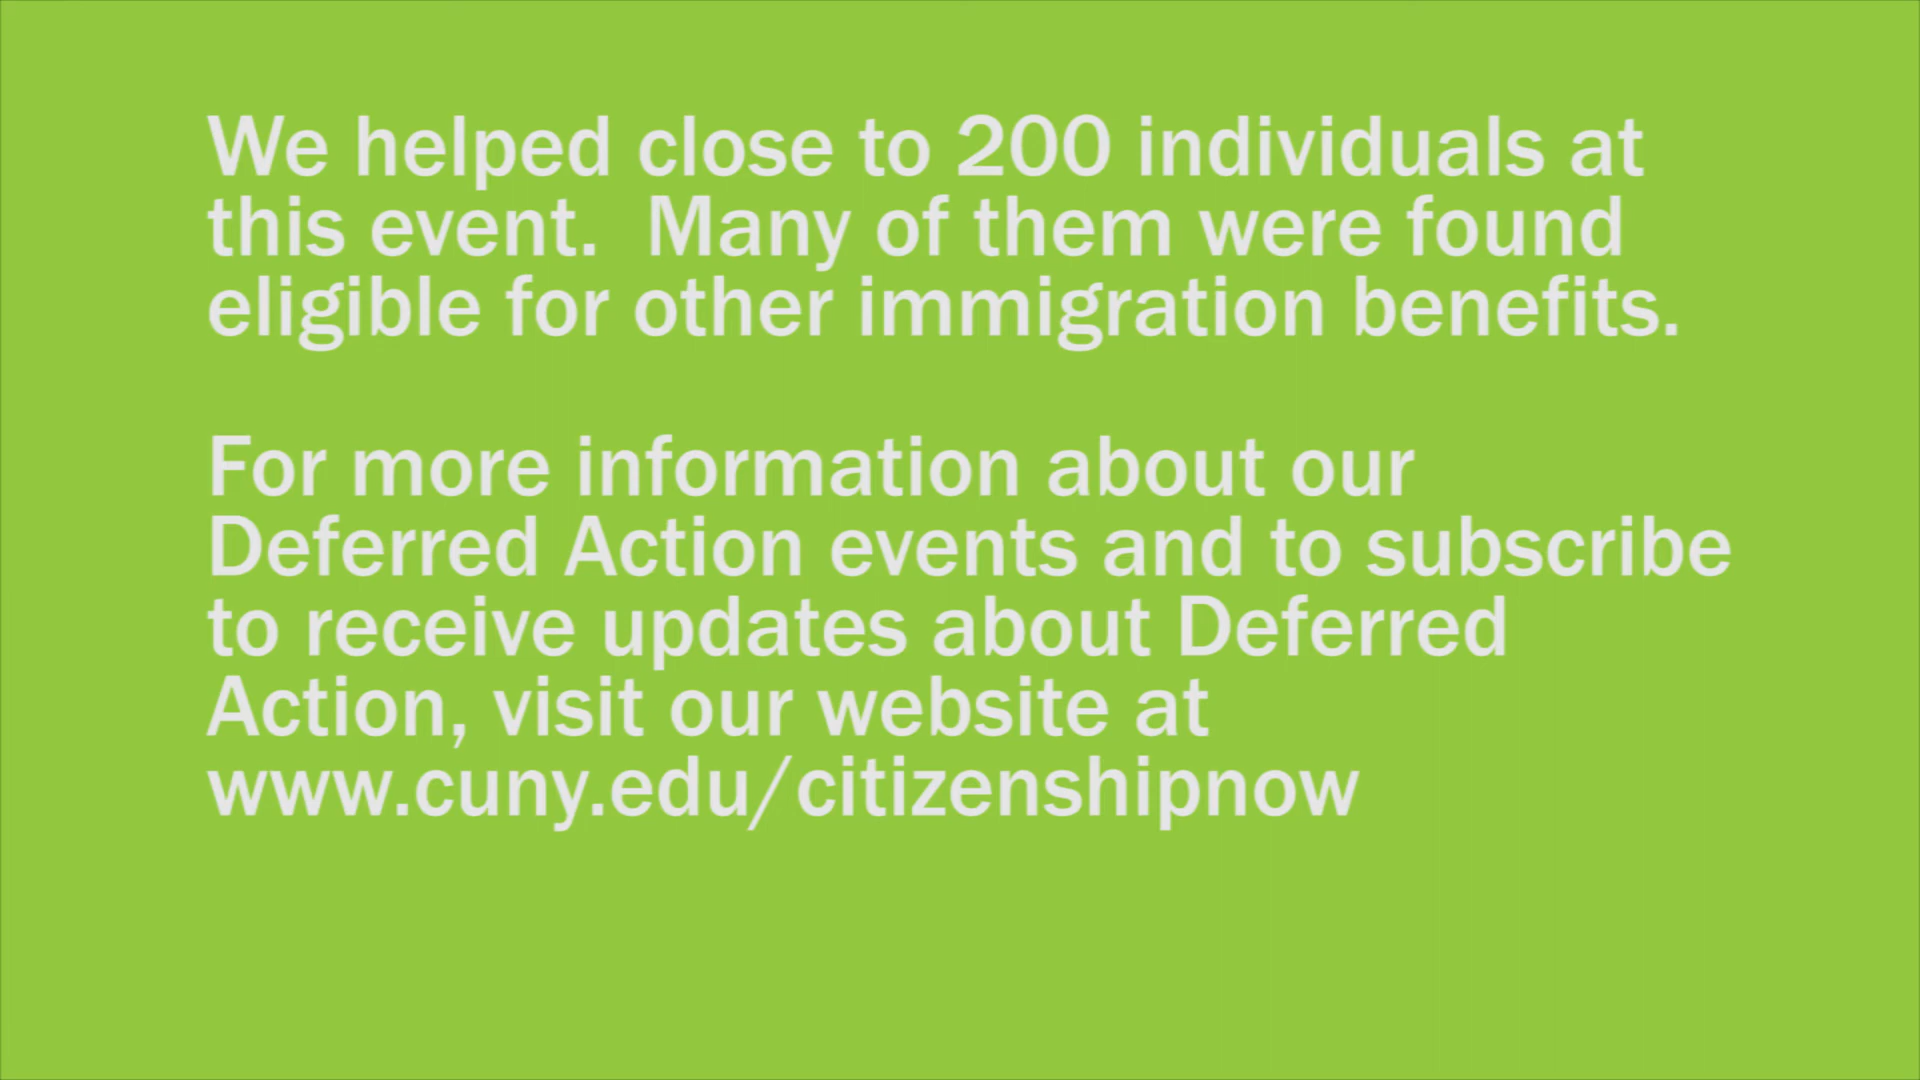 We helped close to 200 individuals at
this event.  Many of them were found
eligible for other immigration benefits.
For more information about our
Deferred Action events and to subscribe
to receive updates about Deferred
Action, visit our website at
www.cuny.edu/citizenshipnow